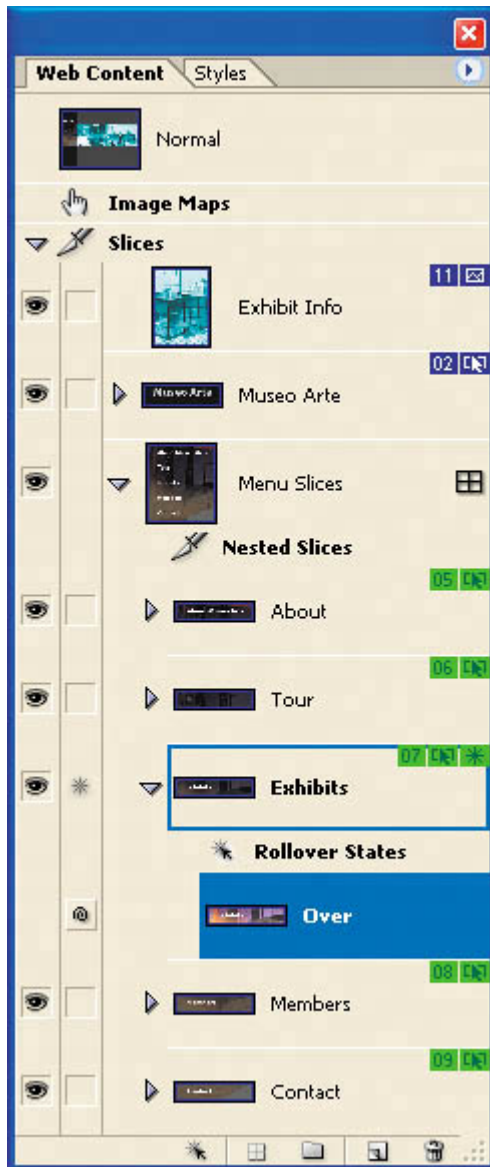 Web Content Styles
Normal
Image Maps
Slices
11
Exhibit Info
02
Museo Arte Museo Arte
Menu Slices
Nested Slices
05
About
06
Tour
07
Exhibits
Rollover States
Over
08
Members
09
Contact Contact